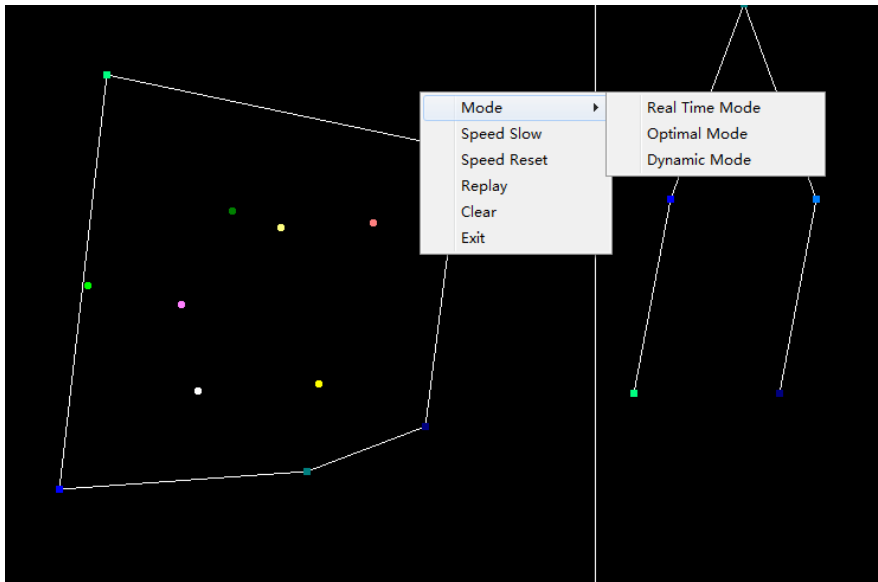 Mode
Speed Slow
Speed Reset
Replay
Clear
Exit
Real Time Mode
Optimal Mode
Dynamic Mode